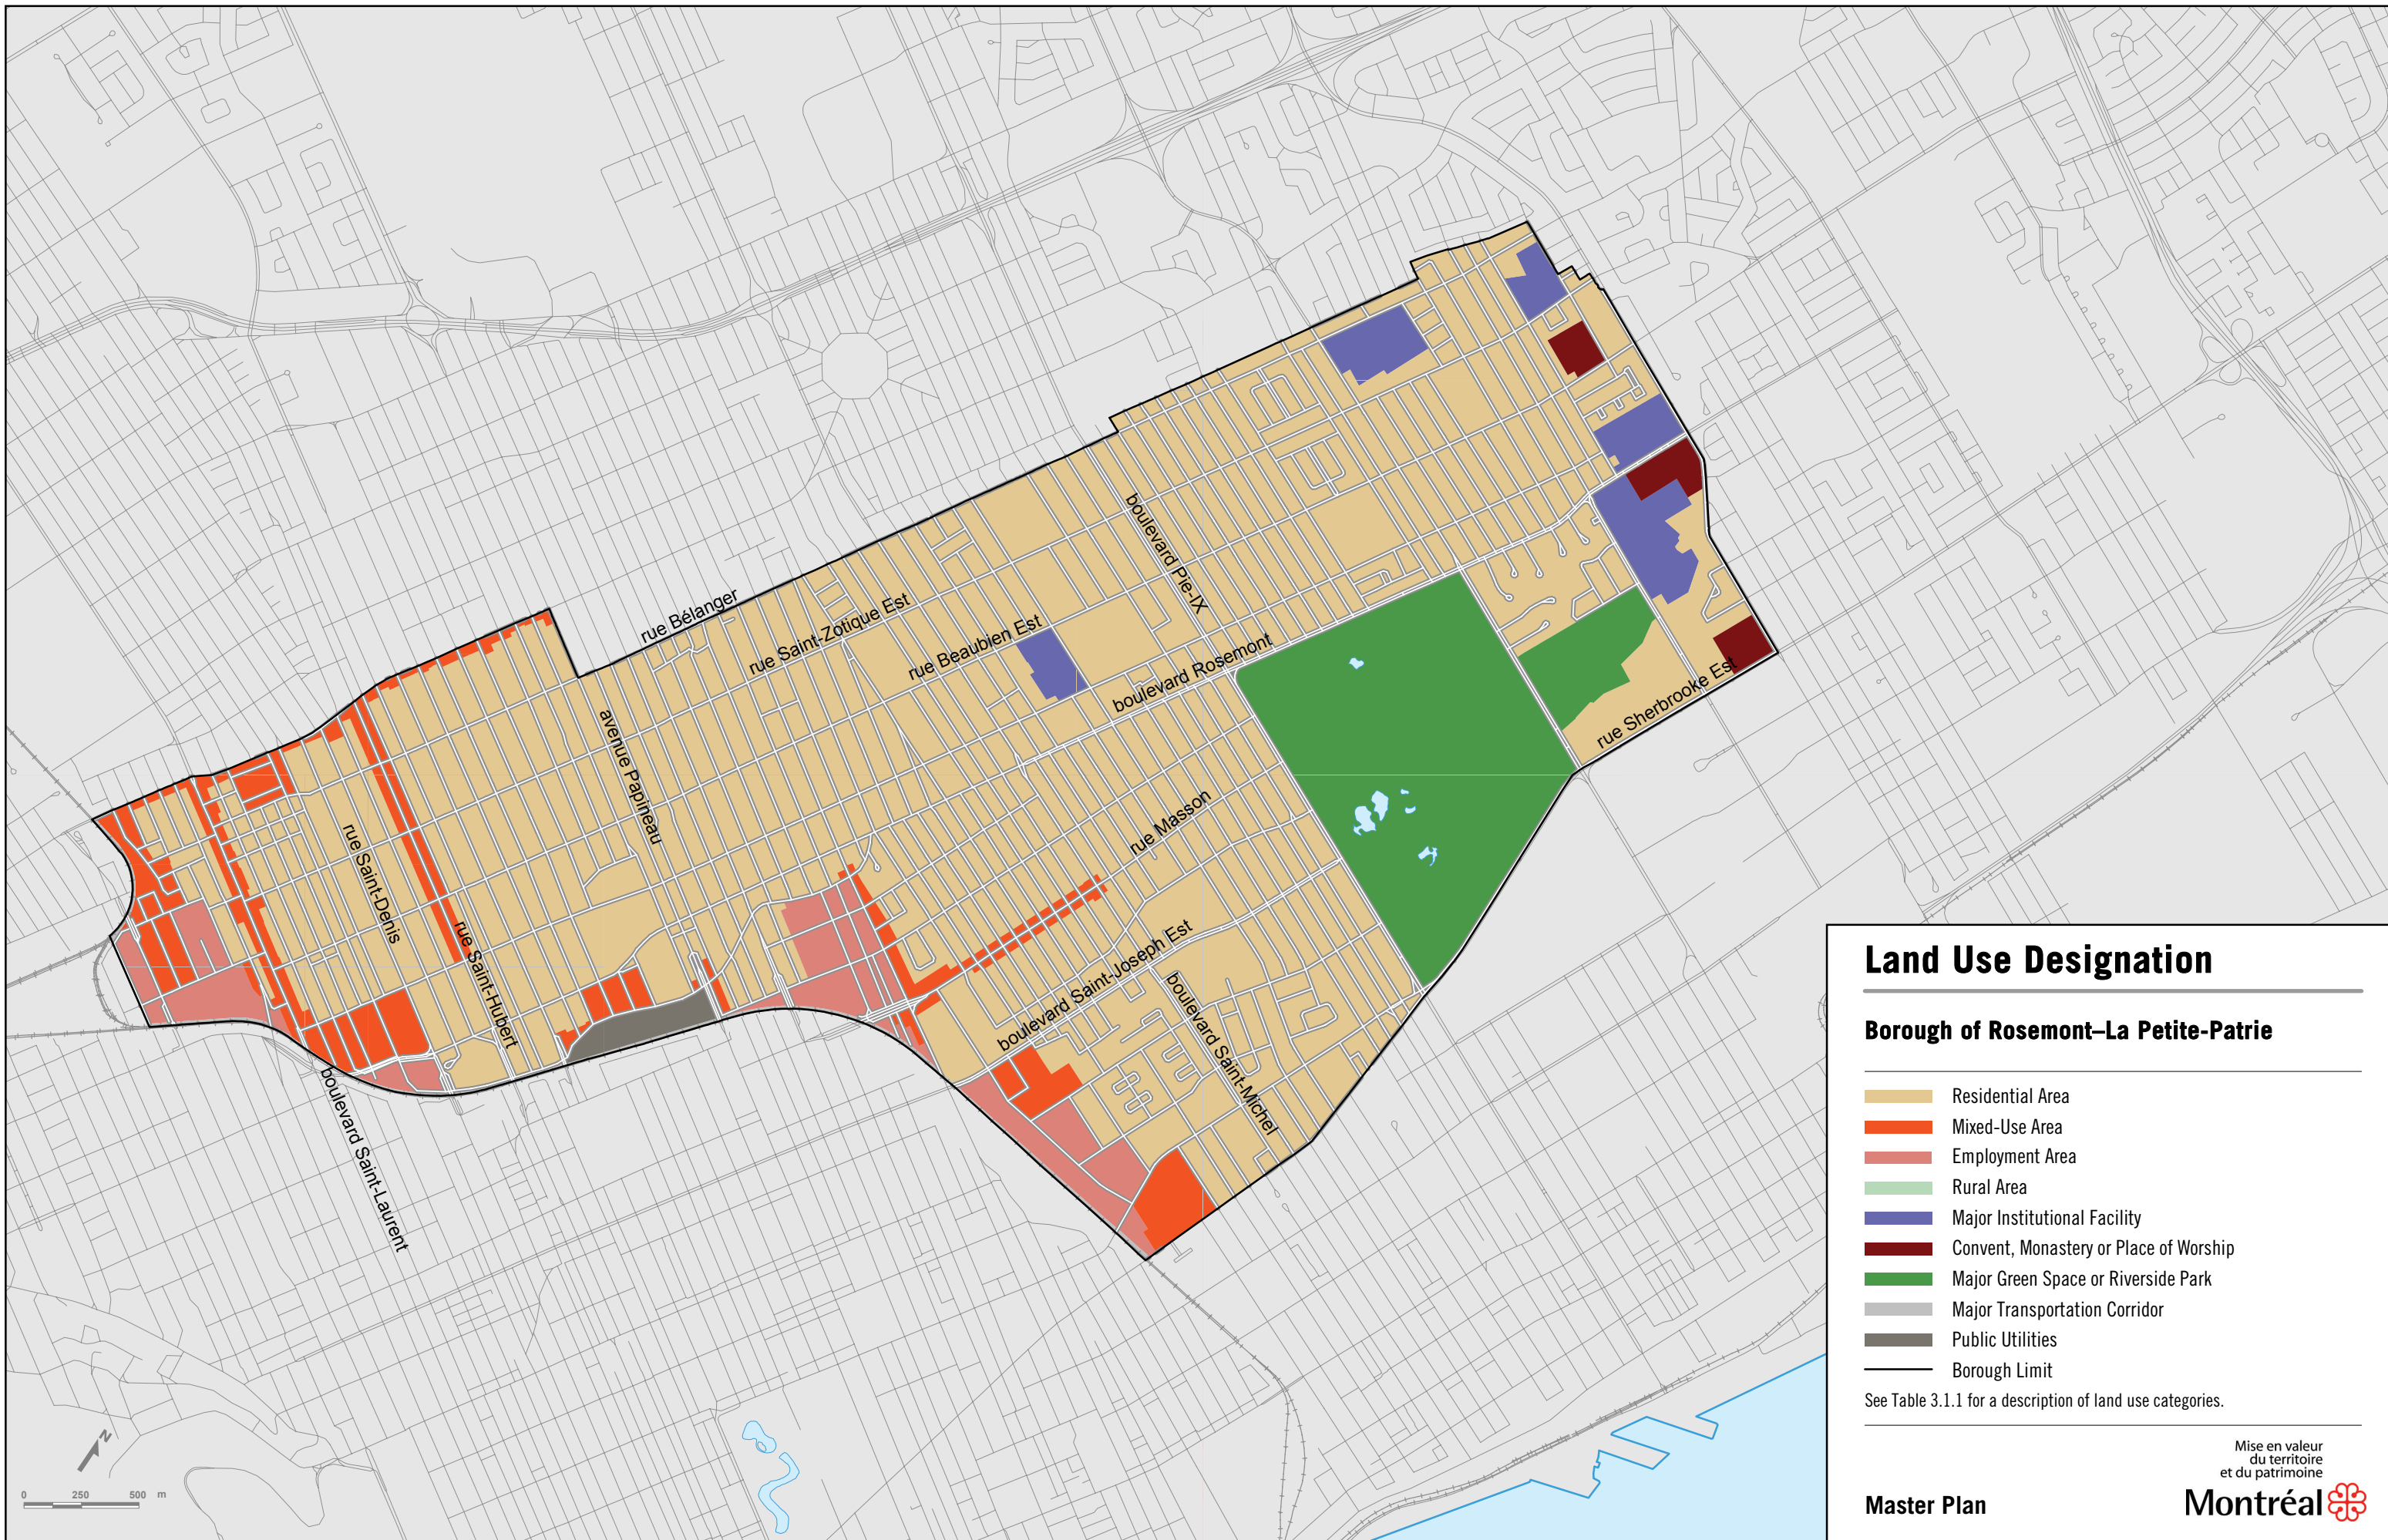 rue Bélanger
rue Saint-Zotique Est
rue Beaubien Est
boulevard Pie-IX
boulevard Rosemont
rue Sherbrooke Est
avenue Papineau
rue Masson
rue Saint-Denis
rue Saint-Hubert
boulevard Saint-Joseph Est
boulevard Saint-Michel
boulevard Saint-Laurent
N
0 250 500 m
Land Use Designation
Borough of Rosemont–La Petite-Patrie
Residential Area
Mixed-Use Area
Employment Area
Rural Area
Major Institutional Facility
Convent, Monastery or Place of Worship
Major Green Space or Riverside Park
Major Transportation Corridor
Public Utilities
Borough Limit
See Table 3.1.1 for a description of land use categories.
Mise en valeur
du territoire
et du patrimoine
Master Plan
Montréal